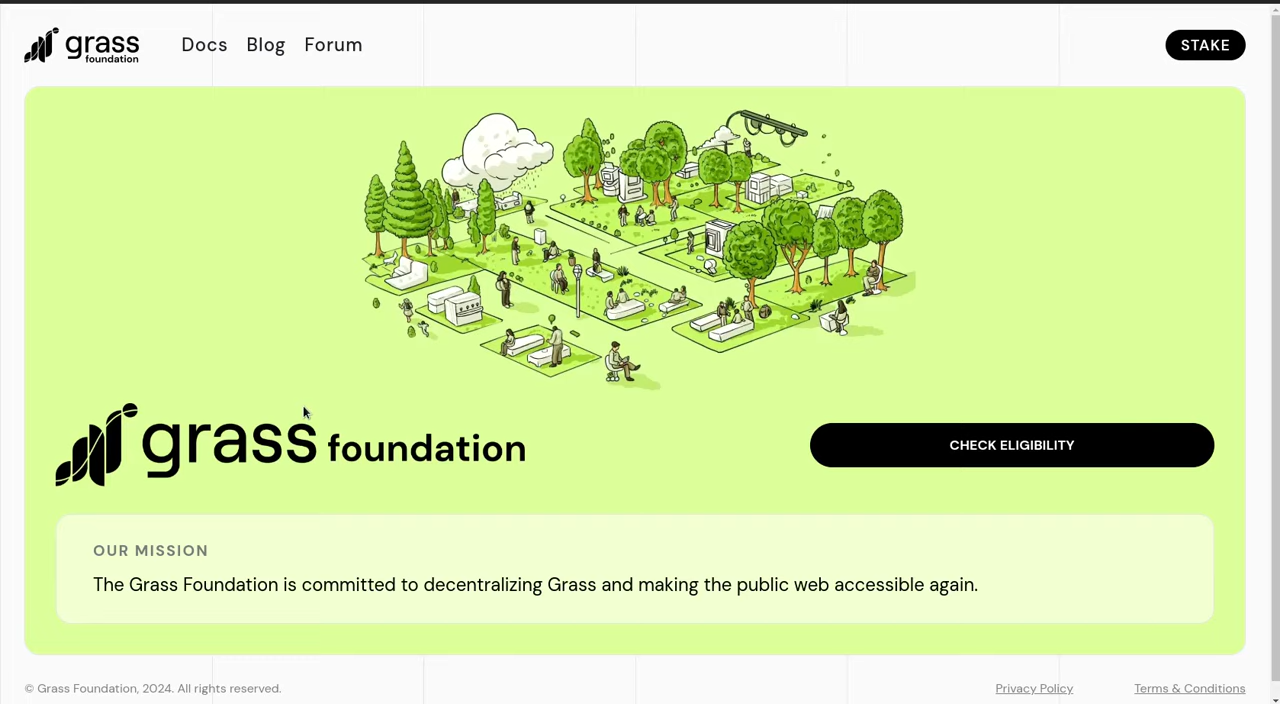 grass
foundation
Docs Blog Forum
STAKE
grass foundation
CHECK ELIGIBILITY
OUR MISSION
The Grass Foundation is committed to decentralizing Grass and making the public web accessible again.
© Grass Foundation, 2024. All rights reserved.
Privacy Policy
Terms & Conditions